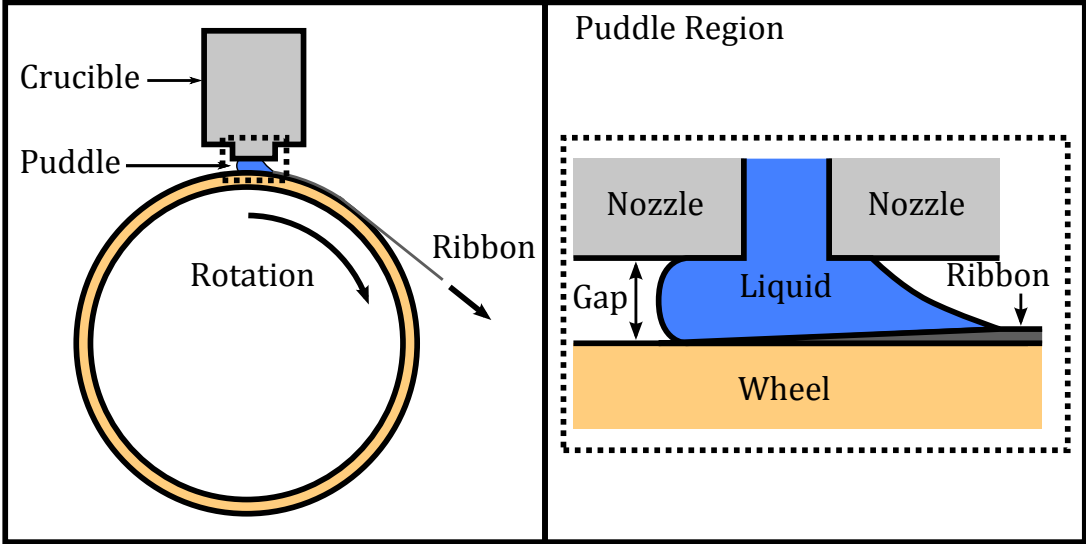 Crucible
Puddle
Rotation
Ribbon
Puddle Region
Nozzle
Nozzle
Gap
Liquid
Ribbon
Wheel